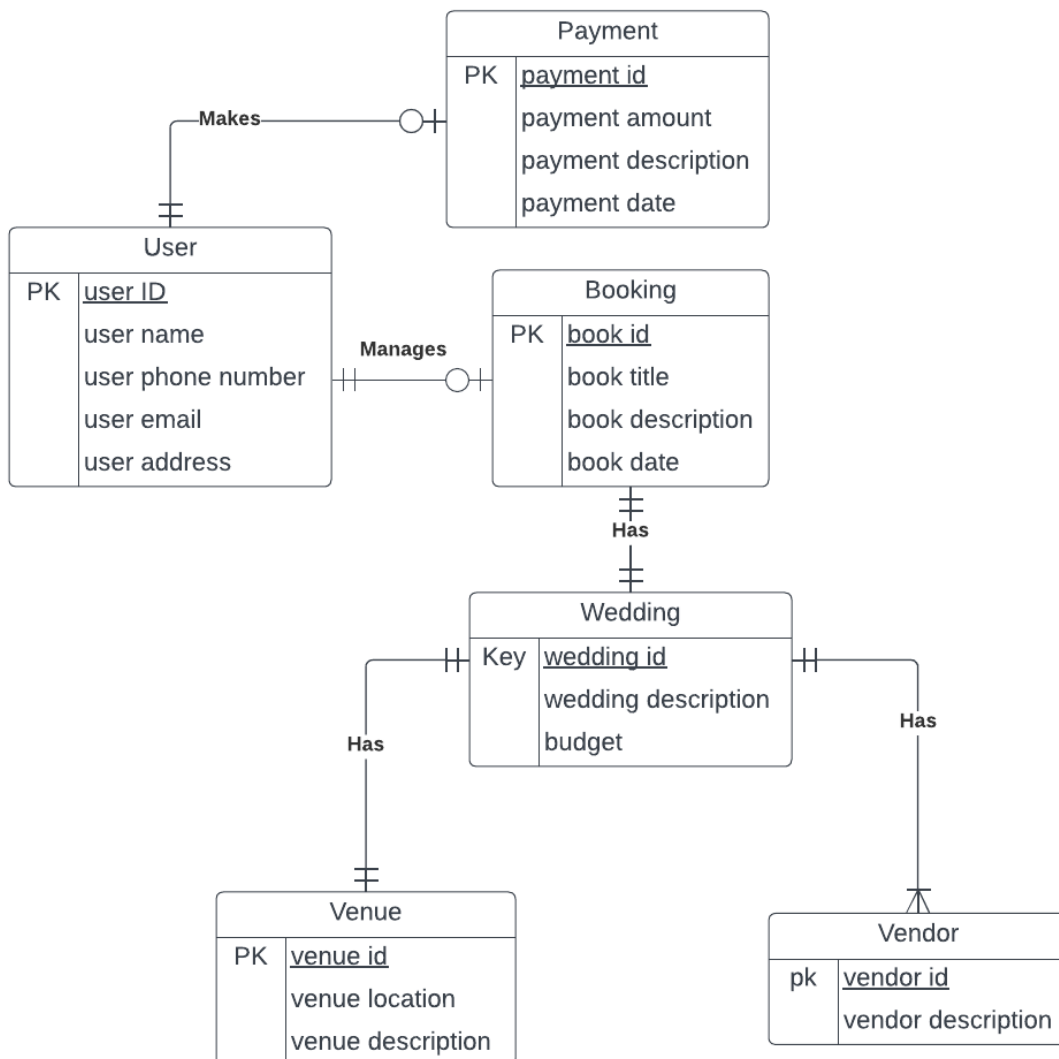 Payment
PK payment id
payment amount
payment description
payment date
Makes
User
PK user ID
user name
user phone number
user email
user address
Manages
Booking
PK book id
book title
book description
book date
Has
Wedding
Key wedding id
wedding description
budget
Has
Has
Venue
PK venue id
venue location
venue description
Vendor
pk vendor id
vendor description